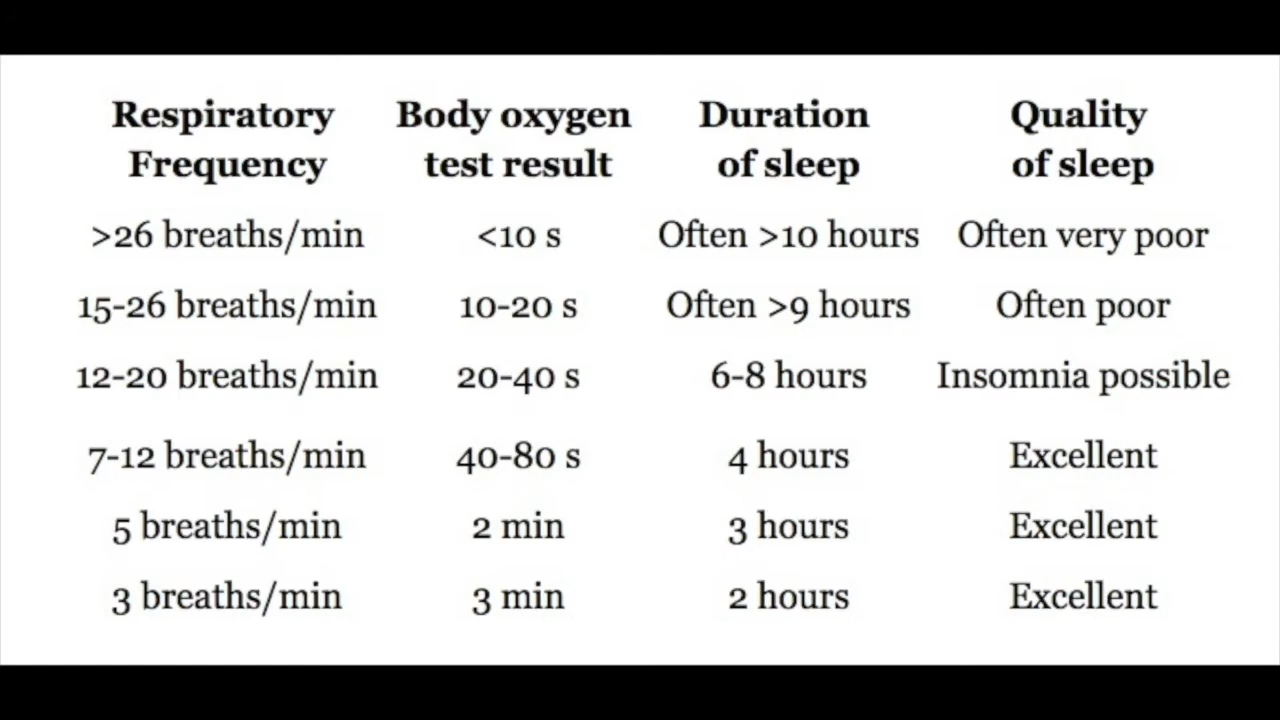 Respiratory Frequency Body oxygen test result Duration of sleep Quality of sleep
>26 breaths/min <10 s Often >10 hours Often very poor
15-26 breaths/min 10-20 s Often >9 hours Often poor
12-20 breaths/min 20-40 s 6-8 hours Insomnia possible
7-12 breaths/min 40-80 s 4 hours Excellent
5 breaths/min 2 min 3 hours Excellent
3 breaths/min 3 min 2 hours Excellent